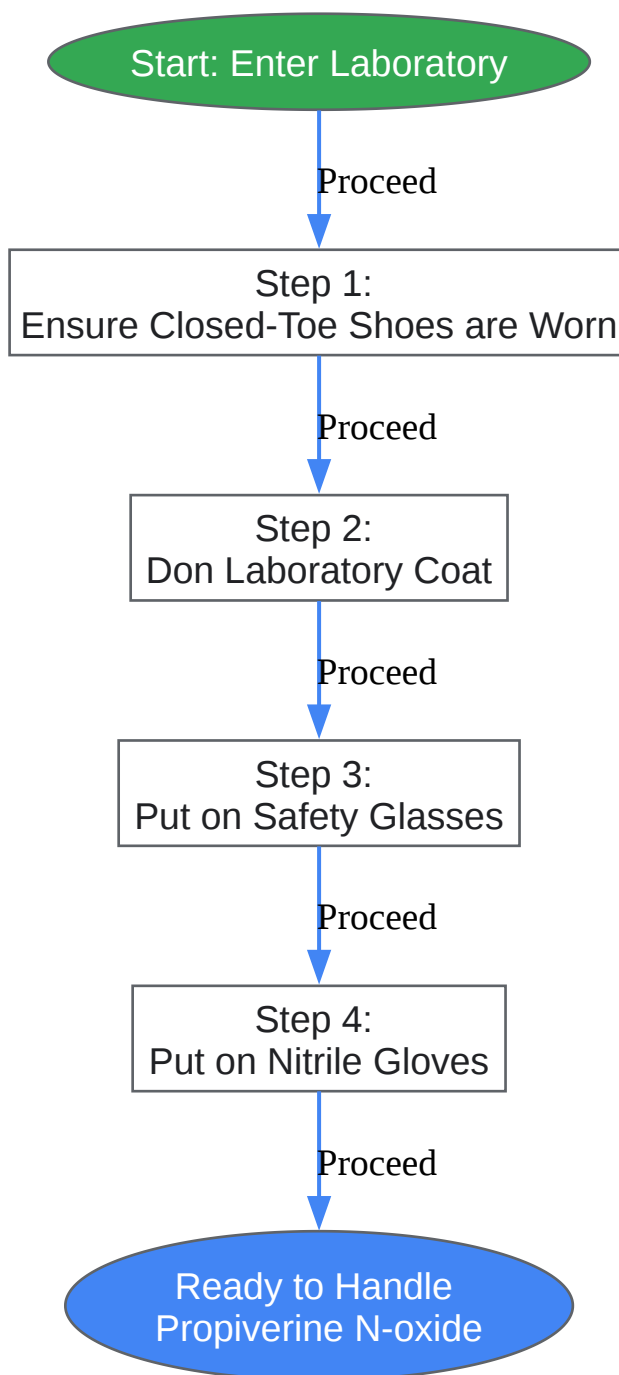 Start: Enter Laboratory
Proceed
Step 1:
Ensure Closed-Toe Shoes are Worn
Proceed
Step 2:
Don Laboratory Coat
Proceed
Step 3:
Put on Safety Glasses
Proceed
Step 4:
Put on Nitrile Gloves
Proceed
Ready to Handle
Propiverine N-oxide